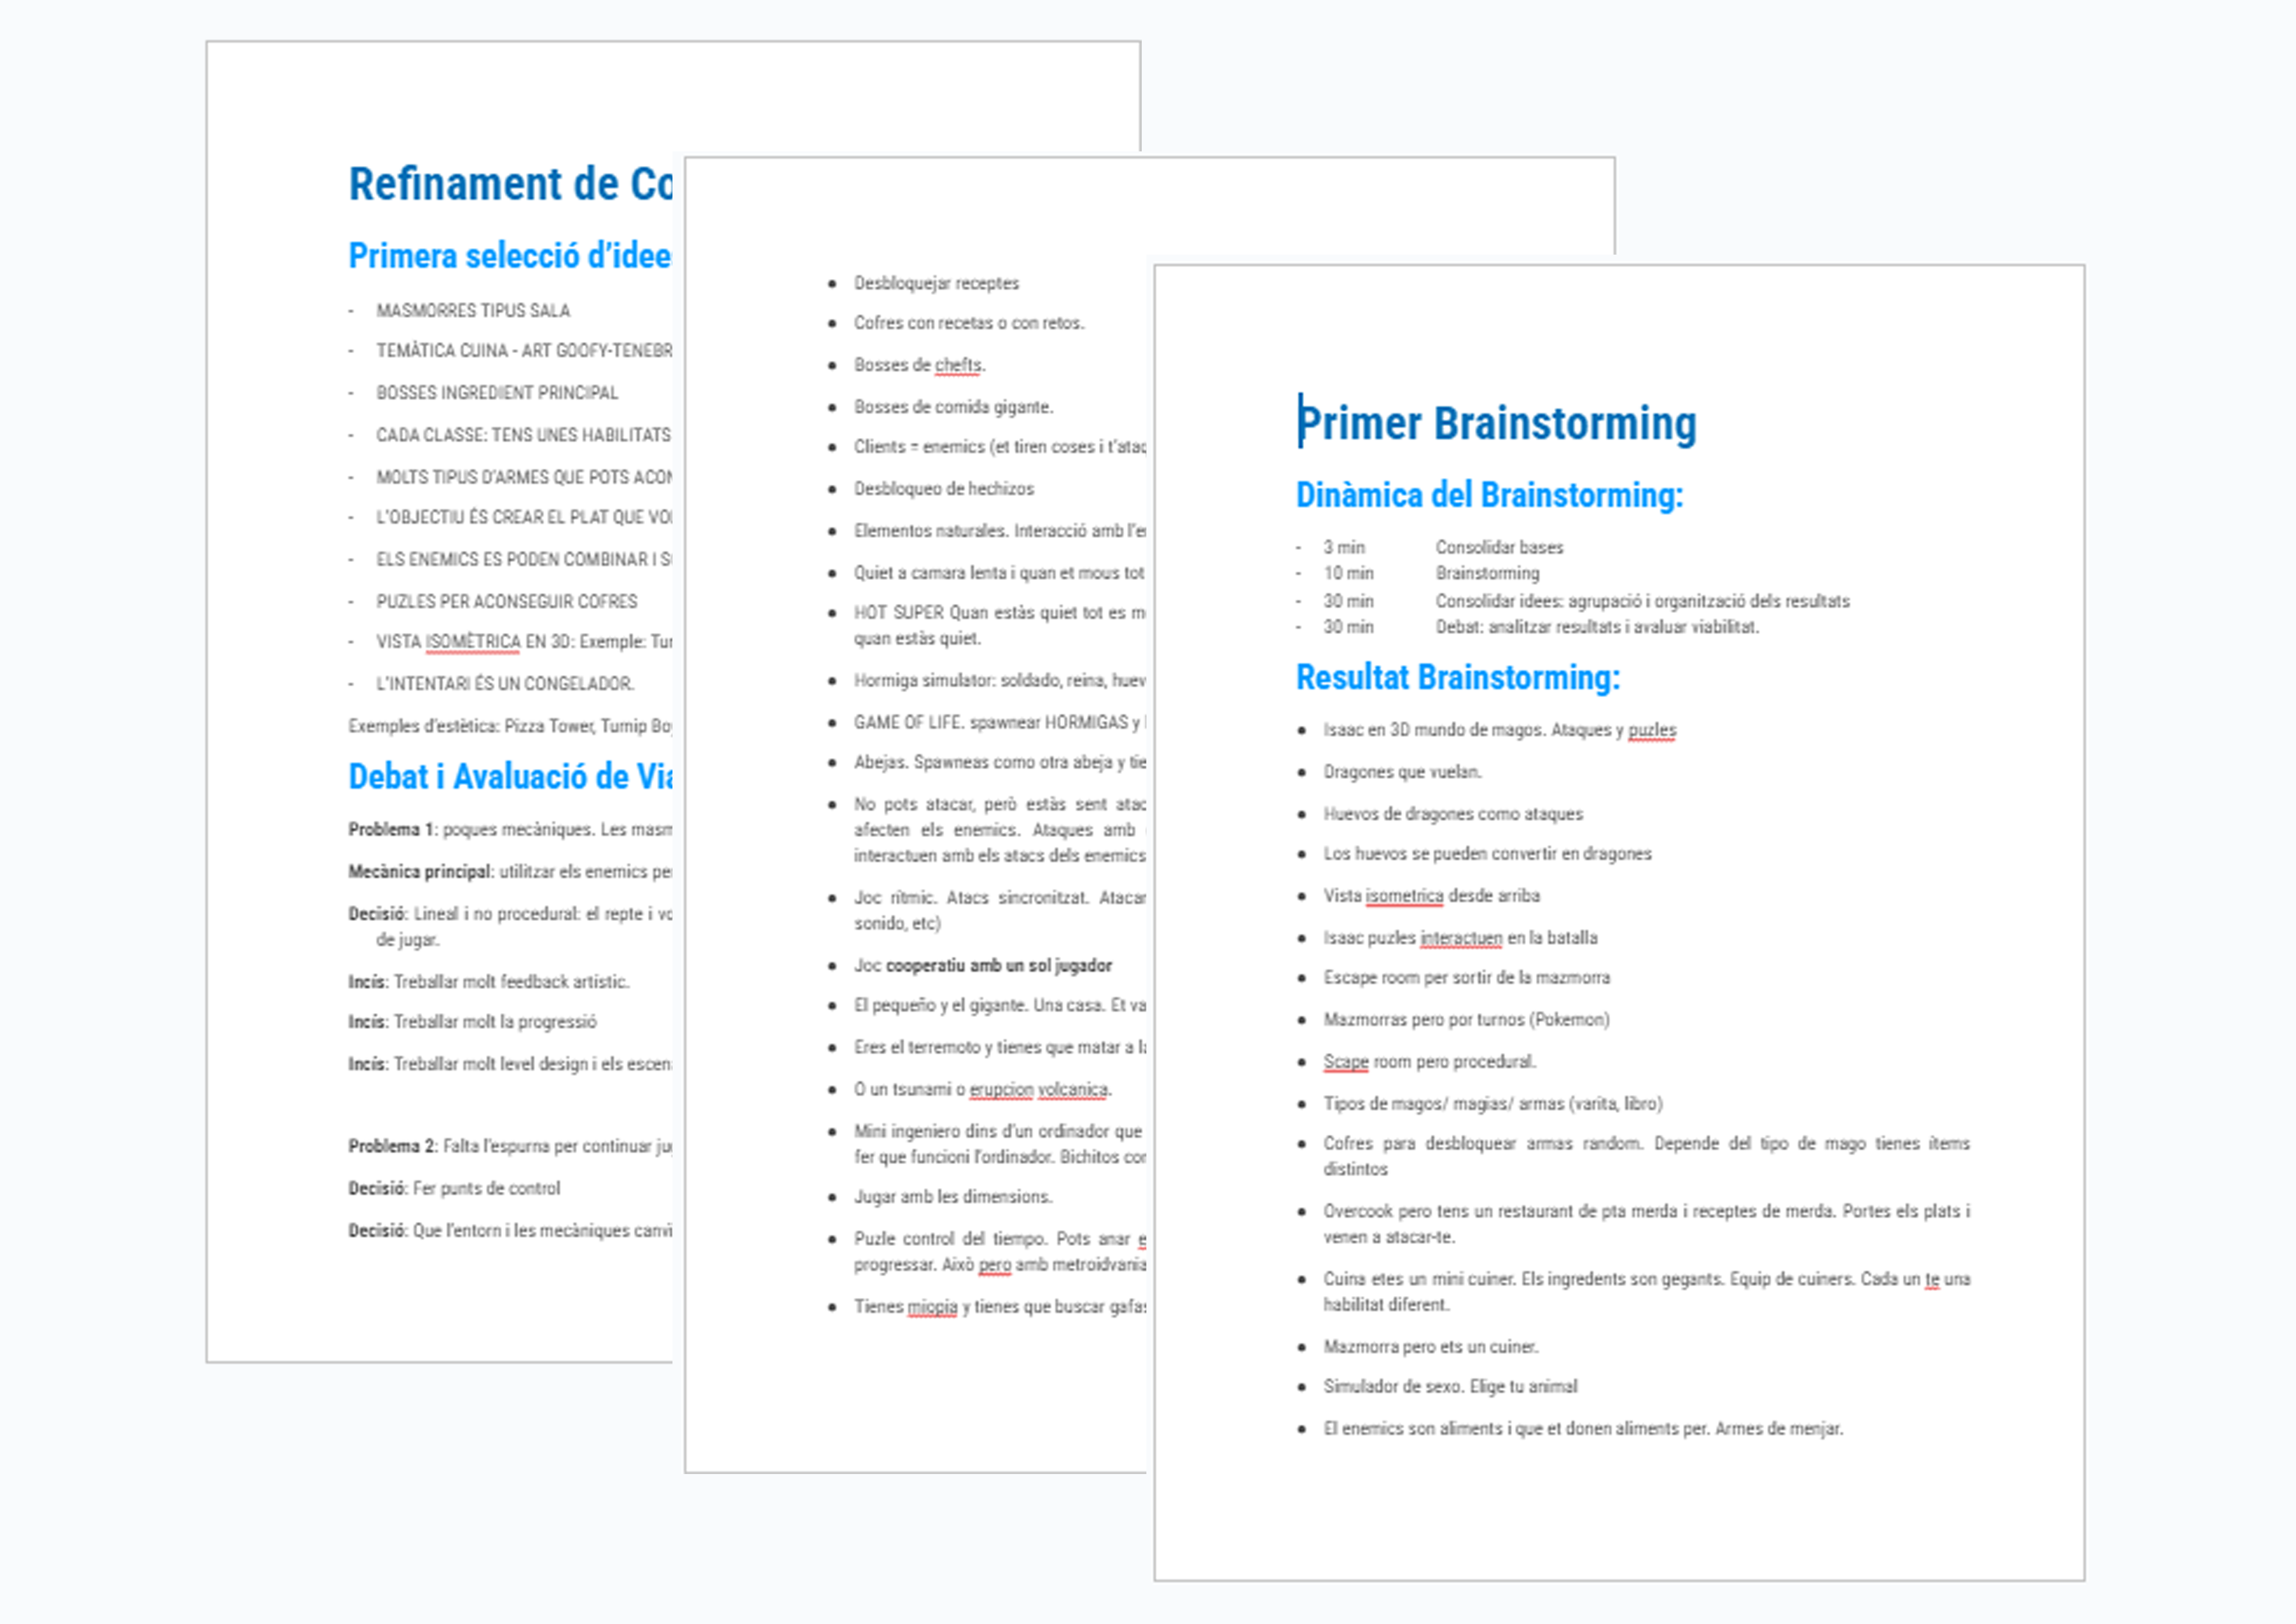 Refinament de Co
Primera selecció d'idee
- MASMORRES TIPUS SALA
- TEMÀTICA CUINA - ART GOOFY-TENEBR
- BOSSES INGREDIENT PRINCIPAL
- CADA CLASSE: TENS UNES HABILITATS
- MOLTS TIPUS D'ARMES QUE POTS ACON
- L'OBJECTIU ÉS CREAR EL PLAT QUE VOL
- ELS ENEMICS ES PODEN COMBINAR I S
- PUZLES PER ACONSEGUIR COFRES
- VISTA ISOMÈTRICA EN 3D: Exemple: Tur
- L'INTENTARI ÉS UN CONGELADOR.
Exemples d'estètica: Pizza Tower, Turnip Bo
Debat i Avaluació de Via
Problema 1: poques mecàniques. Les masm
Mecànica principal: utilitzar els enemics pe
Decisió: Lineal i no procedural: el repte i vo
de jugar.
Incís: Treballar molt feedback artístic.
Incís: Treballar molt la progressió
Incís: Treballar molt level design i els escen
Problema 2: Falta l'espurna per continuar ju
Decisió: Fer punts de control
Decisió: Que l'entorn i les mecàniques canvi
● Desbloquejar receptes
● Cofres con recetas o con retos.
● Bosses de chefts.
● Bosses de comida gigante.
● Clients = enemics (et tiren coses i t'atac
● Desbloqueo de hechizos
● Elementos naturales. Interacció amb l'e
● Quiet a camara lenta i quan et mous tot
● HOT SUPER Quan estàs quiet tot es m
quan estàs quiet.
● Hormiga simulator: soldado, reina, huev
● GAME OF LIFE. spawnear HORMIGAS y
● Abejas. Spawneas como otra abeja y tie
● No pots atacar, però estàs sent atac
afecten els enemics. Ataques amb
interactuen amb els atacs dels enemics
● Joc rítmic. Atacs sincronitzat. Atacar
sonido, etc)
● Joc cooperatiu amb un sol jugador
● El pequeño y el gigante. Una casa. Et va
● Eres el terremoto y tienes que matar a la
● O un tsunami o erupcion volcanica.
● Mini ingeniero dins d'un ordinador que
fer que funcioni l'ordinador. Bichitos cor
● Jugar amb les dimensions.
● Puzle control del tiempo. Pots anar e
progressar. Això pero amb metroidvania
● Tienes miopia y tienes que buscar gafas
Primer Brainstorming
Dinàmica del Brainstorming:
- 3 min Consolidar bases
- 10 min Brainstorming
- 30 min Consolidar idees: agrupació i organització dels resultats
- 30 min Debat: analitzar resultats i avaluar viabilitat.
Resultat Brainstorming:
● Isaac en 3D mundo de magos. Ataques y puzles
● Dragones que vuelan.
● Huevos de dragones como ataques
● Los huevos se pueden convertir en dragones
● Vista isometrica desde arriba
● Isaac puzles interactuen en la batalla
● Escape room per sortir de la mazmorra
● Mazmorras pero por turnos (Pokemon)
● Scape room pero procedural.
● Tipos de magos/ magias/ armas (varita, libro)
● Cofres para desbloquear armas random. Depende del tipo de mago tienes items
distintos
● Overcook pero tens un restaurant de pta merda i receptes de merda. Portes els plats i
venen a atacar-te.
● Cuina etes un mini cuiner. Els ingredents son gegants. Equip de cuiners. Cada un te una
habilitat diferent.
● Mazmorra pero ets un cuiner.
● Simulador de sexo. Elige tu animal
● El enemics son aliments i que et donen aliments per. Armes de menjar.